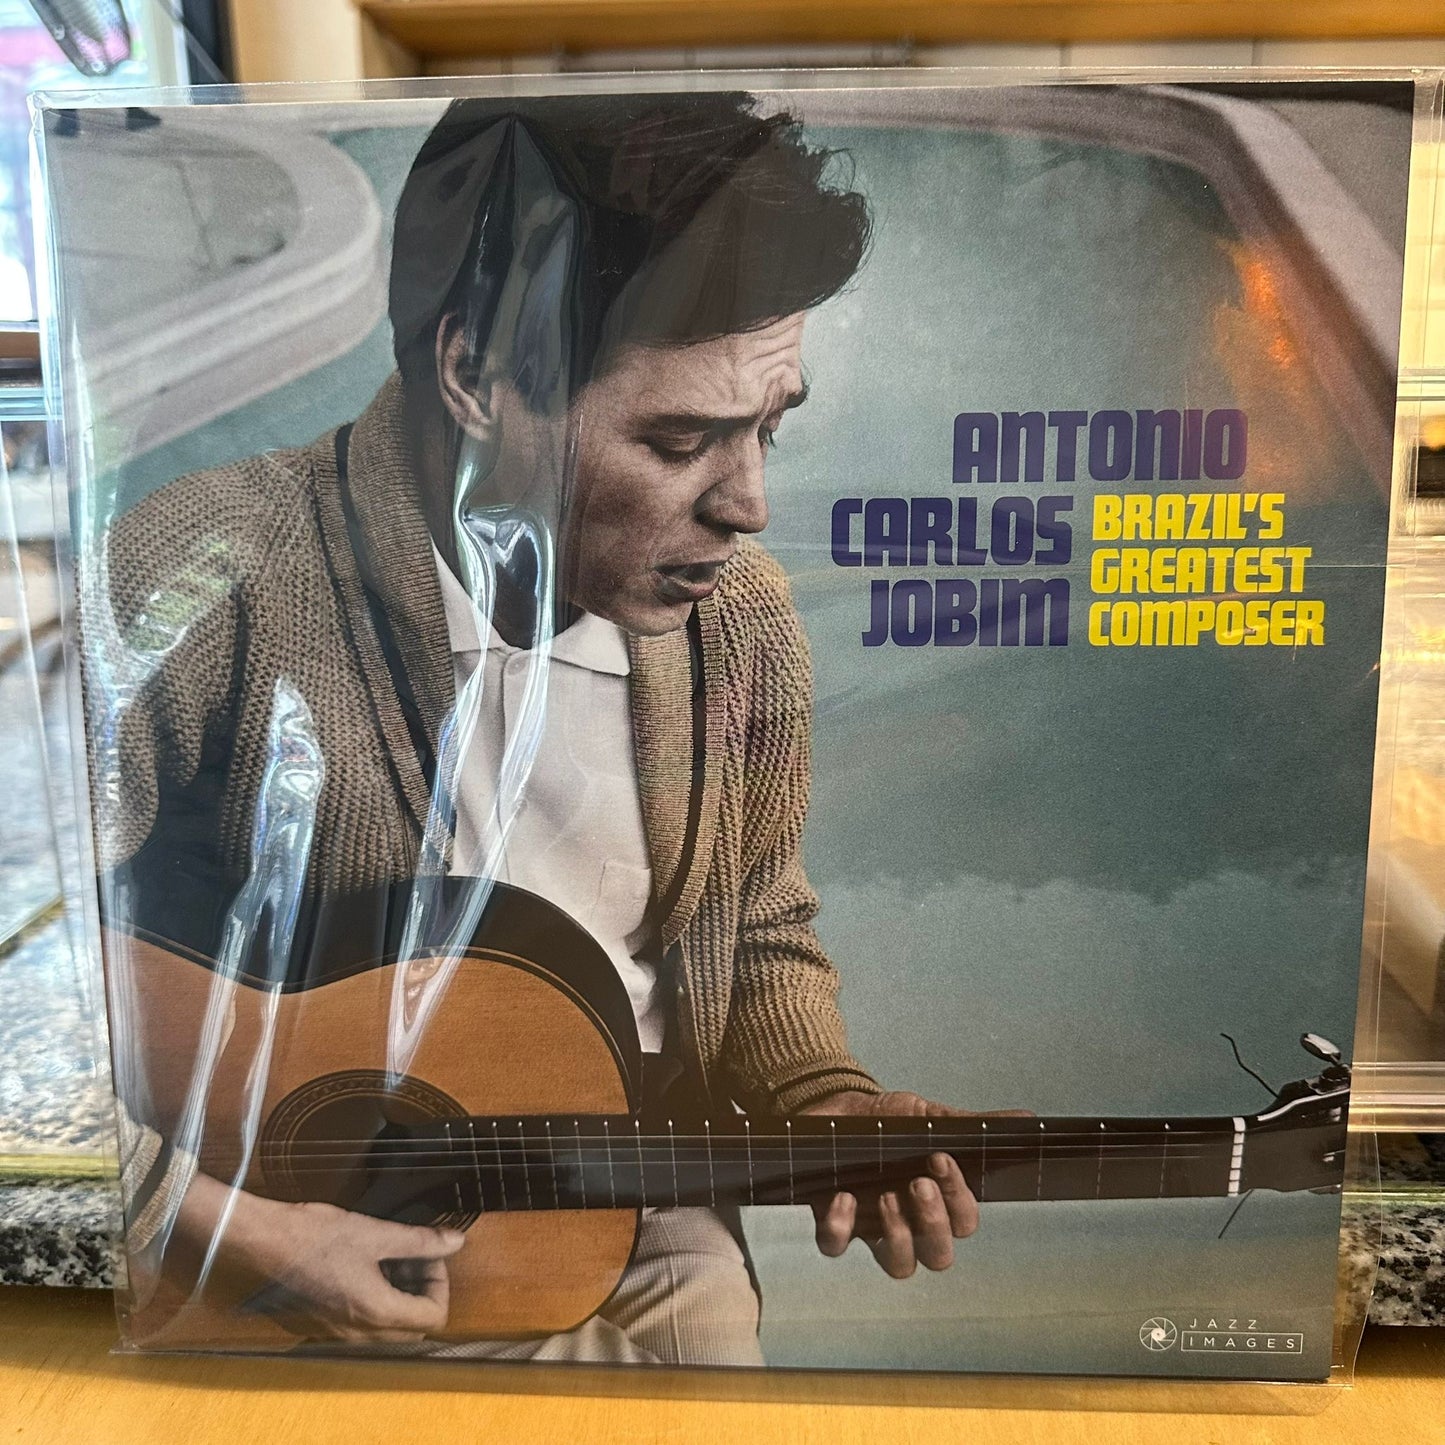 ANTONIO
CARLOS
JOBIM
BRAZIL'S
GREATEST
COMPOSER
JAZZ
IMAGES